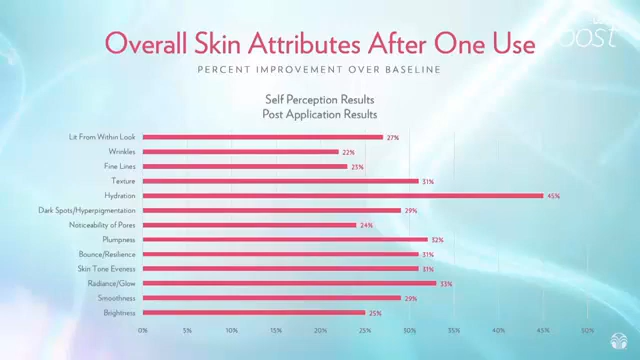 Overall Skin Attributes After One Use
PERCENT IMPROVEMENT OVER BASELINE
Self Perception Results
Post Application Results
Lit From Within Look 27%
Wrinkles 22%
Fine Lines 23%
Texture 31%
Hydration 45%
Dark Spots/Hyperpigmentation 29%
Noticeability of Pores 24%
Plumpness 32%
Bounce/Resilience 31%
Skin Tone Eveness 31%
Radiance/Glow 33%
Smoothness 29%
Brightness 25%
0% 5% 10% 15% 20% 25% 30% 35% 40% 45% 50%